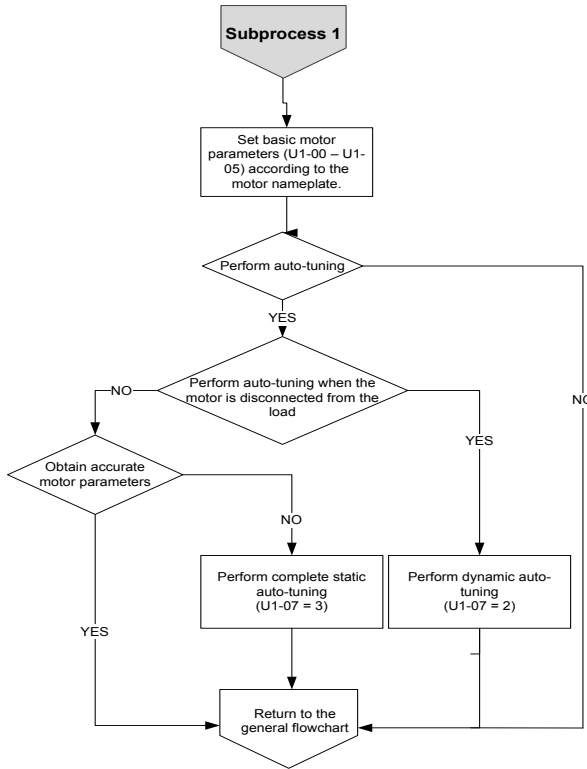 Subprocess 1
Set basic motor
parameters (U1-00 – U1-
05) according to the
motor nameplate.
Perform auto-tuning
YES
Perform auto-tuning when the
motor is disconnected from the
load
NO
NO
YES
Obtain accurate
motor parameters
NO
Perform complete static
auto-tuning
(U1-07 = 3)
Perform dynamic auto-
tuning
(U1-07 = 2)
YES
Return to the
general flowchart